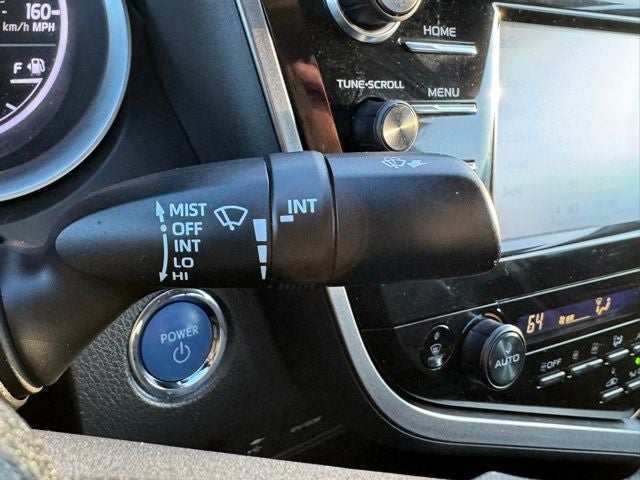 160
km/h MPH
F
HOME
TUNE•SCROLL
MENU
MIST
OFF
INT
LO
HI
INT
POWER
64
AUTO
OFF